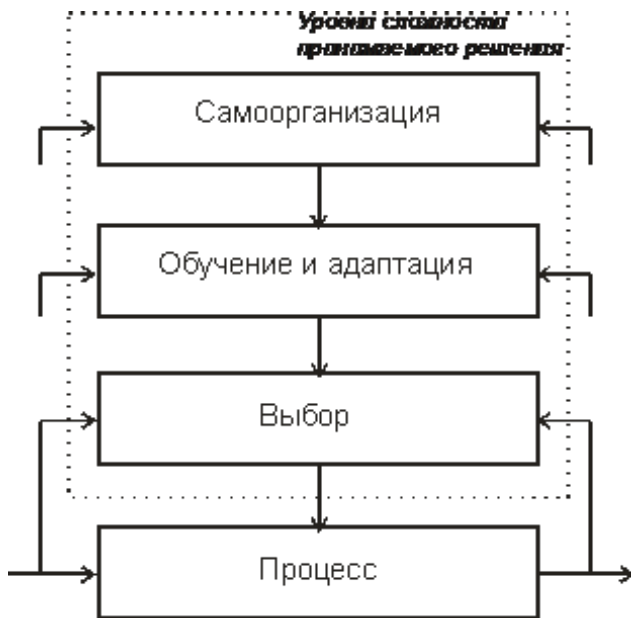 Уровни сложности
принимаемого решения
Самоорганизация
Обучение и адаптация
Выбор
Процесс